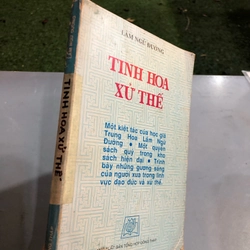 LÂM NGỮ ĐƯỜNG
TINH HOA
XỬ THẾ
Một kiệt tác của học giả
Trung Hoa Lâm Ngữ
Đường • Một quyển
sách quý trong kho
sách hiện đại • Trình
bày những gương sáng
của người xưa trong lĩnh
vực đạo đức và xử thế.
TINH HOA XỬ THẾ